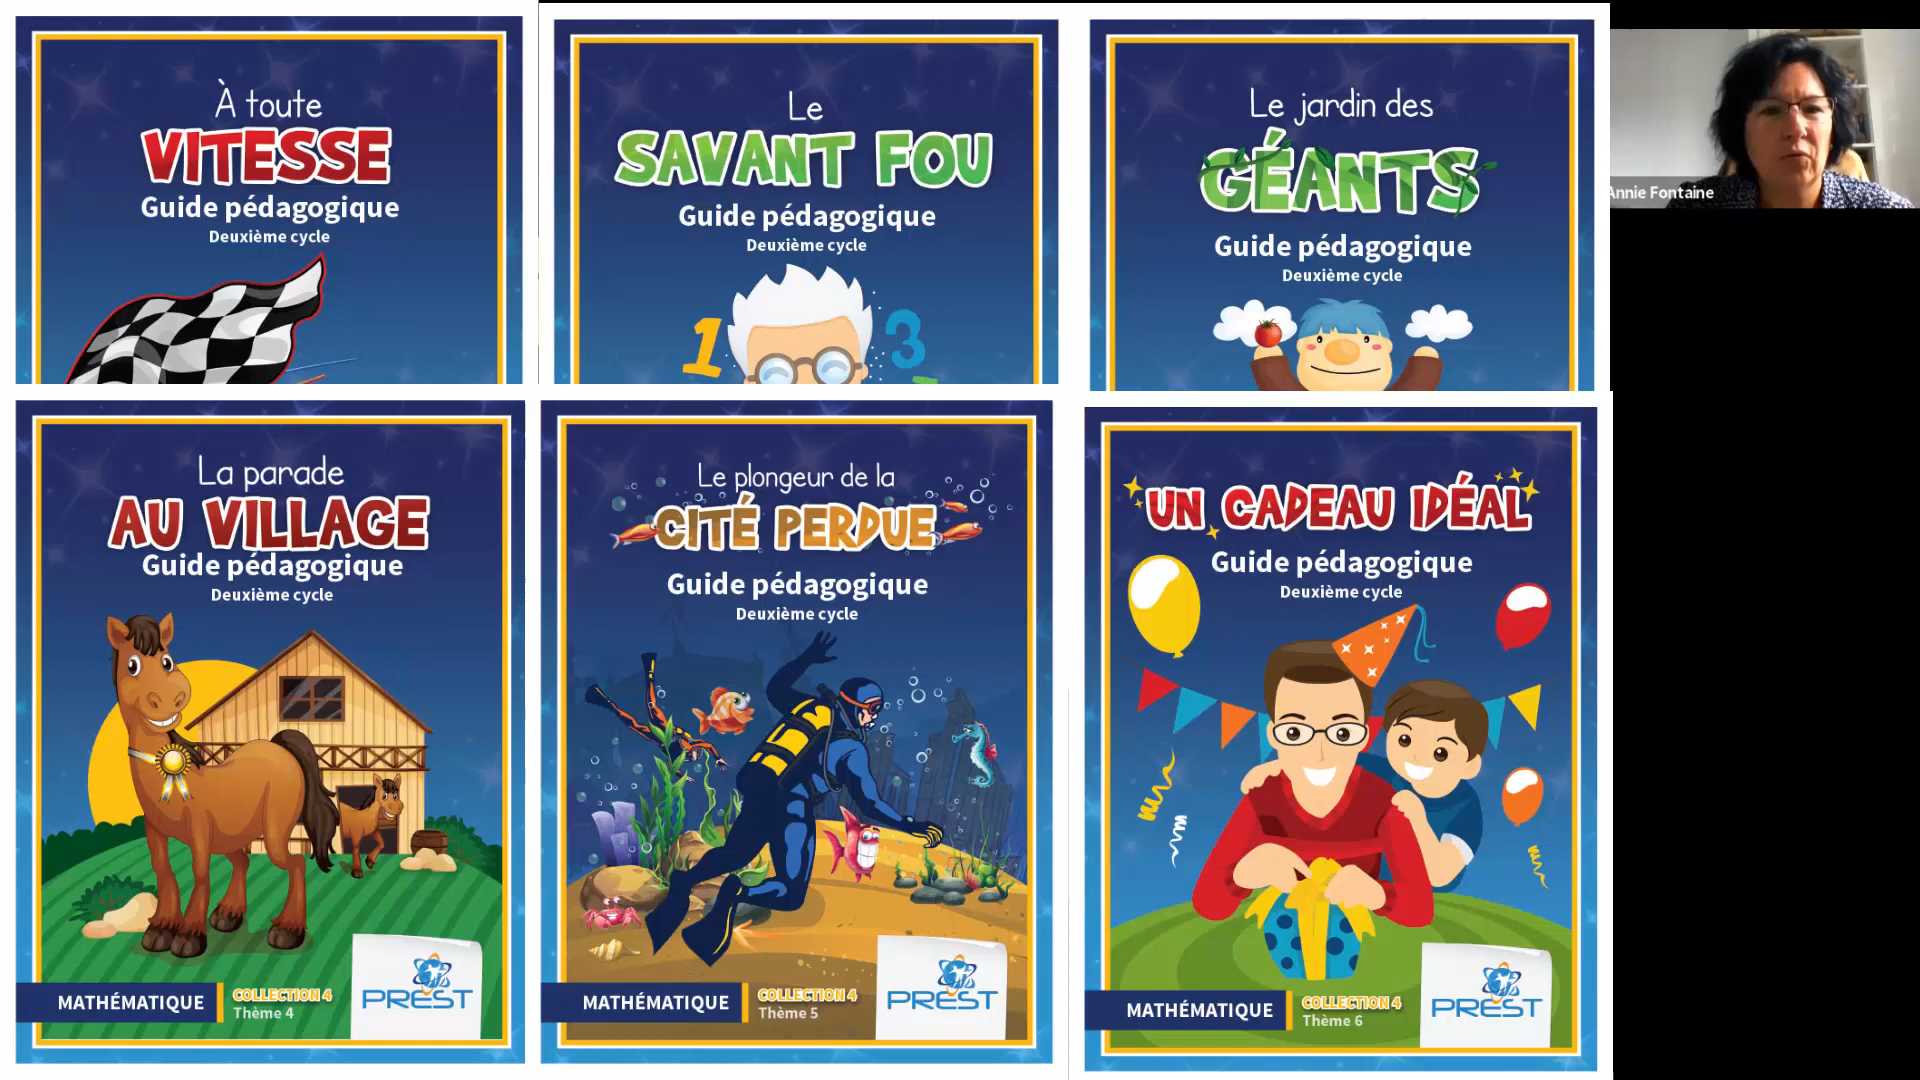 À toute
VITESSE
Guide pédagogique
Deuxième cycle
Le
SAVANT FOU
Guide pédagogique
Deuxième cycle
1
3
Le jardin des
GÉANTS
Guide pédagogique
Deuxième cycle
Annie Fontaine
La parade
AU VILLAGE
Guide pédagogique
Deuxième cycle
MATHÉMATIQUE
COLLECTION 4
Thème 4
PREST
Le plongeur de la
CITÉ PERDUE
Guide pédagogique
Deuxième cycle
MATHÉMATIQUE
COLLECTION 4
Thème 5
PREST
UN CADEAU IDÉAL
Guide pédagogique
Deuxième cycle
MATHÉMATIQUE
COLLECTION 4
Thème 6
PREST